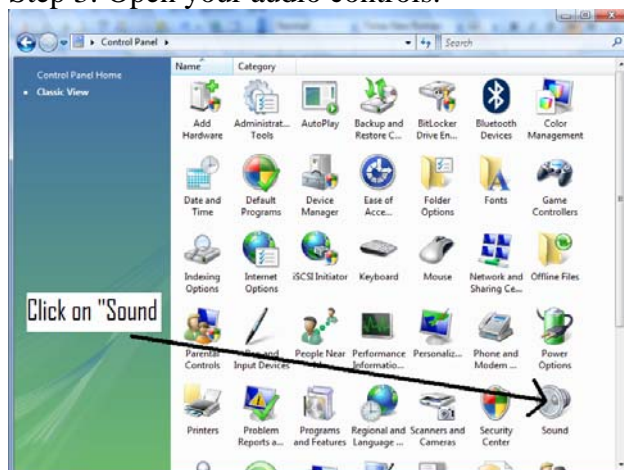 Step 3: Open your audio controls.
Control Panel
Search
Control Panel Home
Classic View
Name Category
Add Hardware
Administrat... Tools
AutoPlay
Backup and Restore C...
BitLocker Drive En...
Bluetooth Devices
Color Management
Date and Time
Default Programs
Device Manager
Ease of Acce...
Folder Options
Fonts
Game Controllers
Indexing Options
Internet Options
iSCSI Initiator
Keyboard
Mouse
Network and Sharing Ce...
Offline Files
Click on "Sound
Parental Controls
Pen and Input Devices
People Near
Performance Informatio...
Personaliz...
Phone and Modem ...
Power Options
Printers
Problem Reports a...
Programs and Features
Regional and Language ...
Scanners and Cameras
Security Center
Sound